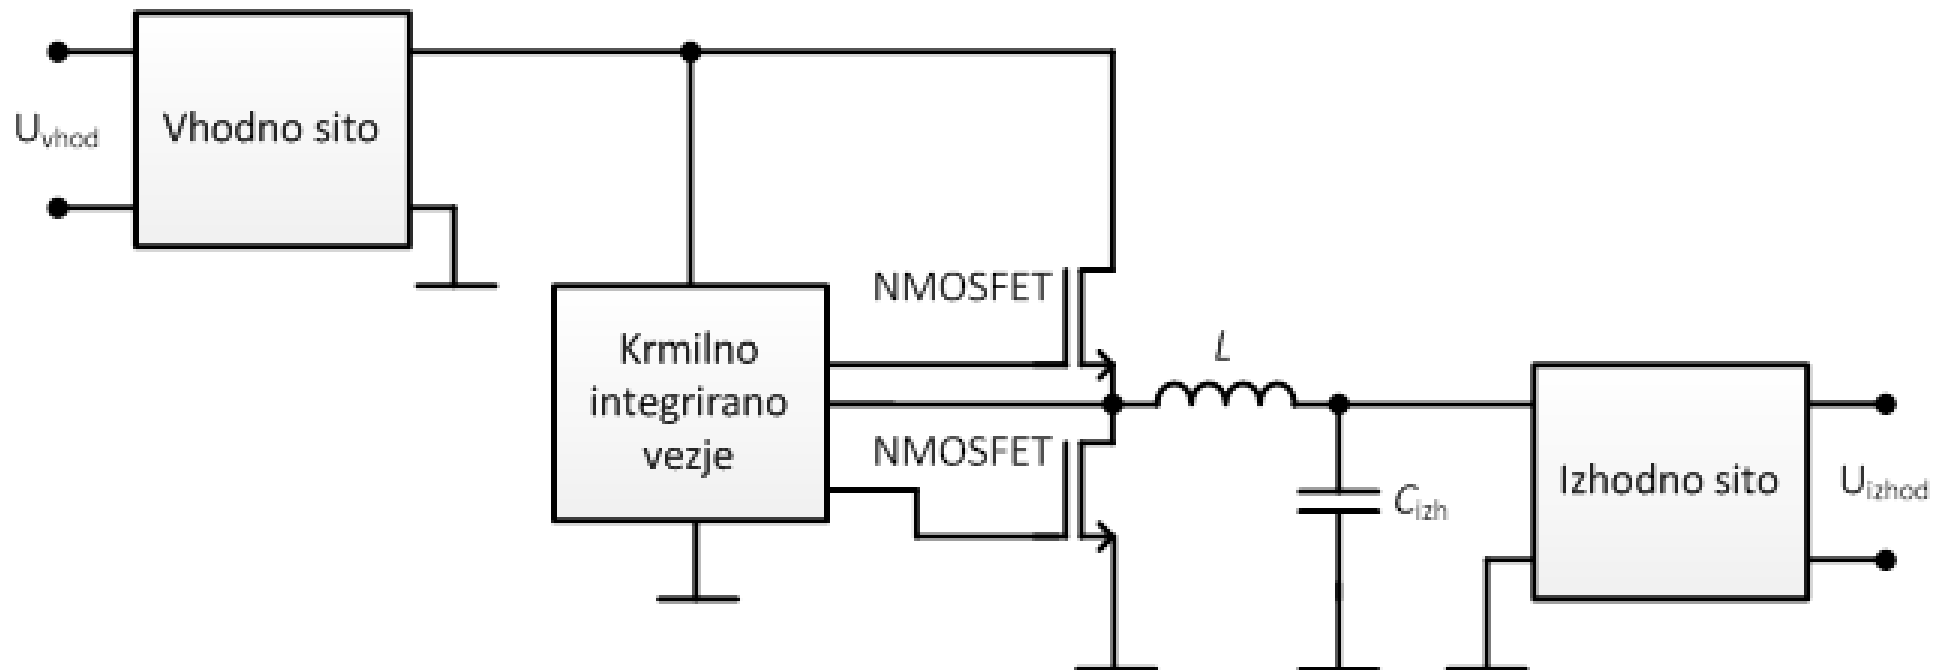 Uvhod
Vhodno sito
NMOSFET
Krmilno
integrirano
vezje
L
NMOSFET
Cizh
Izhodno sito
Uizhod